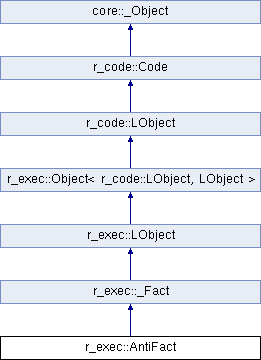 core::_Object
r_code::Code
r_code::LObject
r_exec::Object< r_code::LObject, LObject >
r_exec::LObject
r_exec::_Fact
r_exec::AntiFact